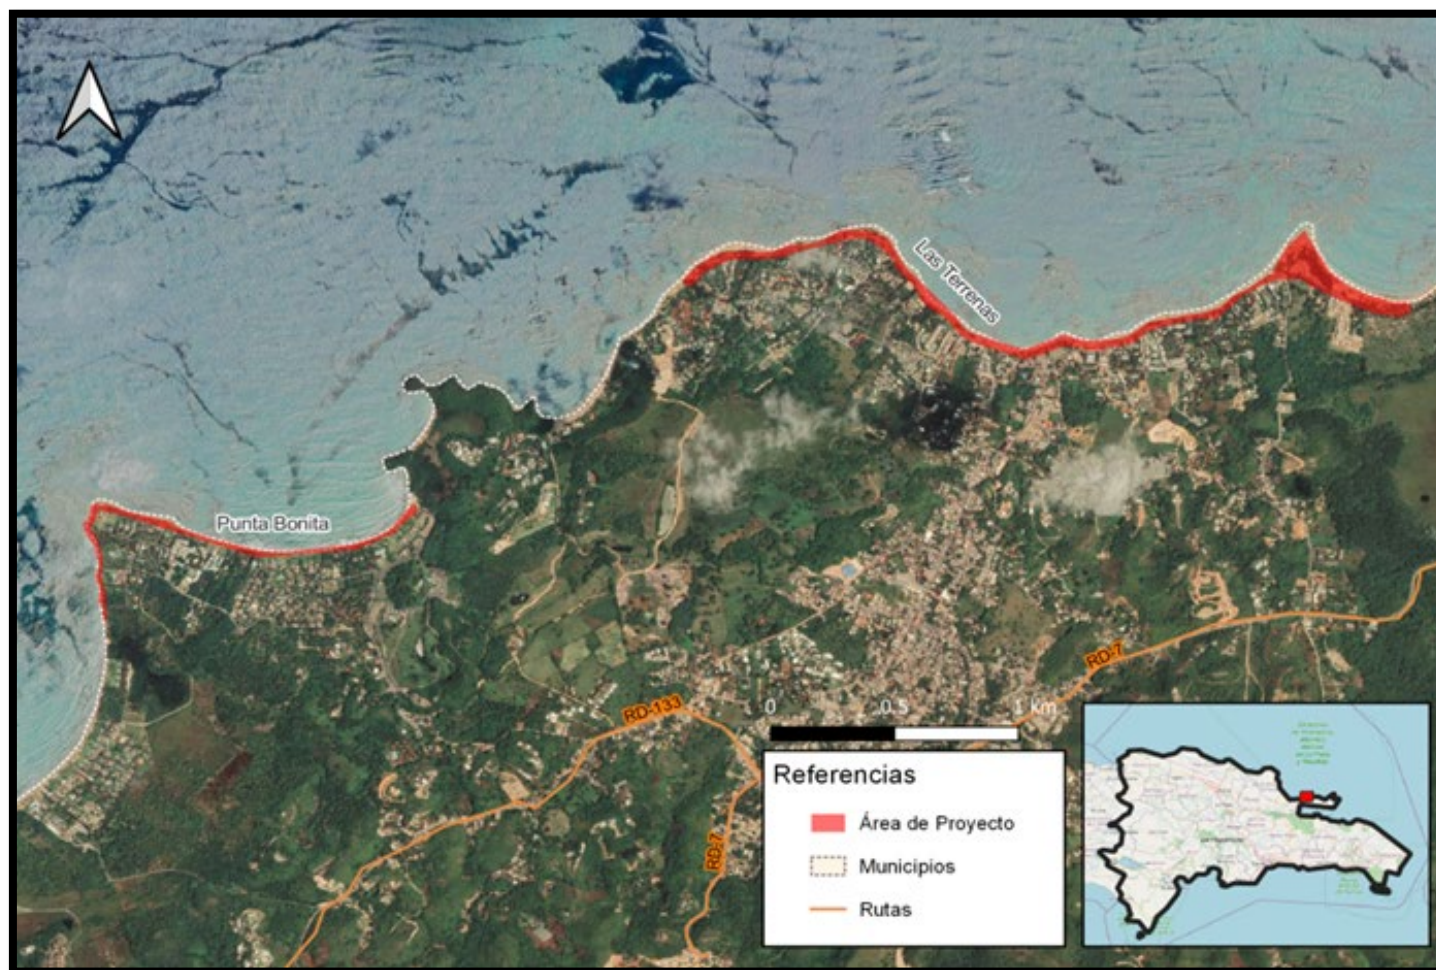 Las Terrenas
Punta Bonita
RD-7
RD-133
RD-7
0 0.5 1 km
Referencias
Área de Proyecto
Municipios
Rutas